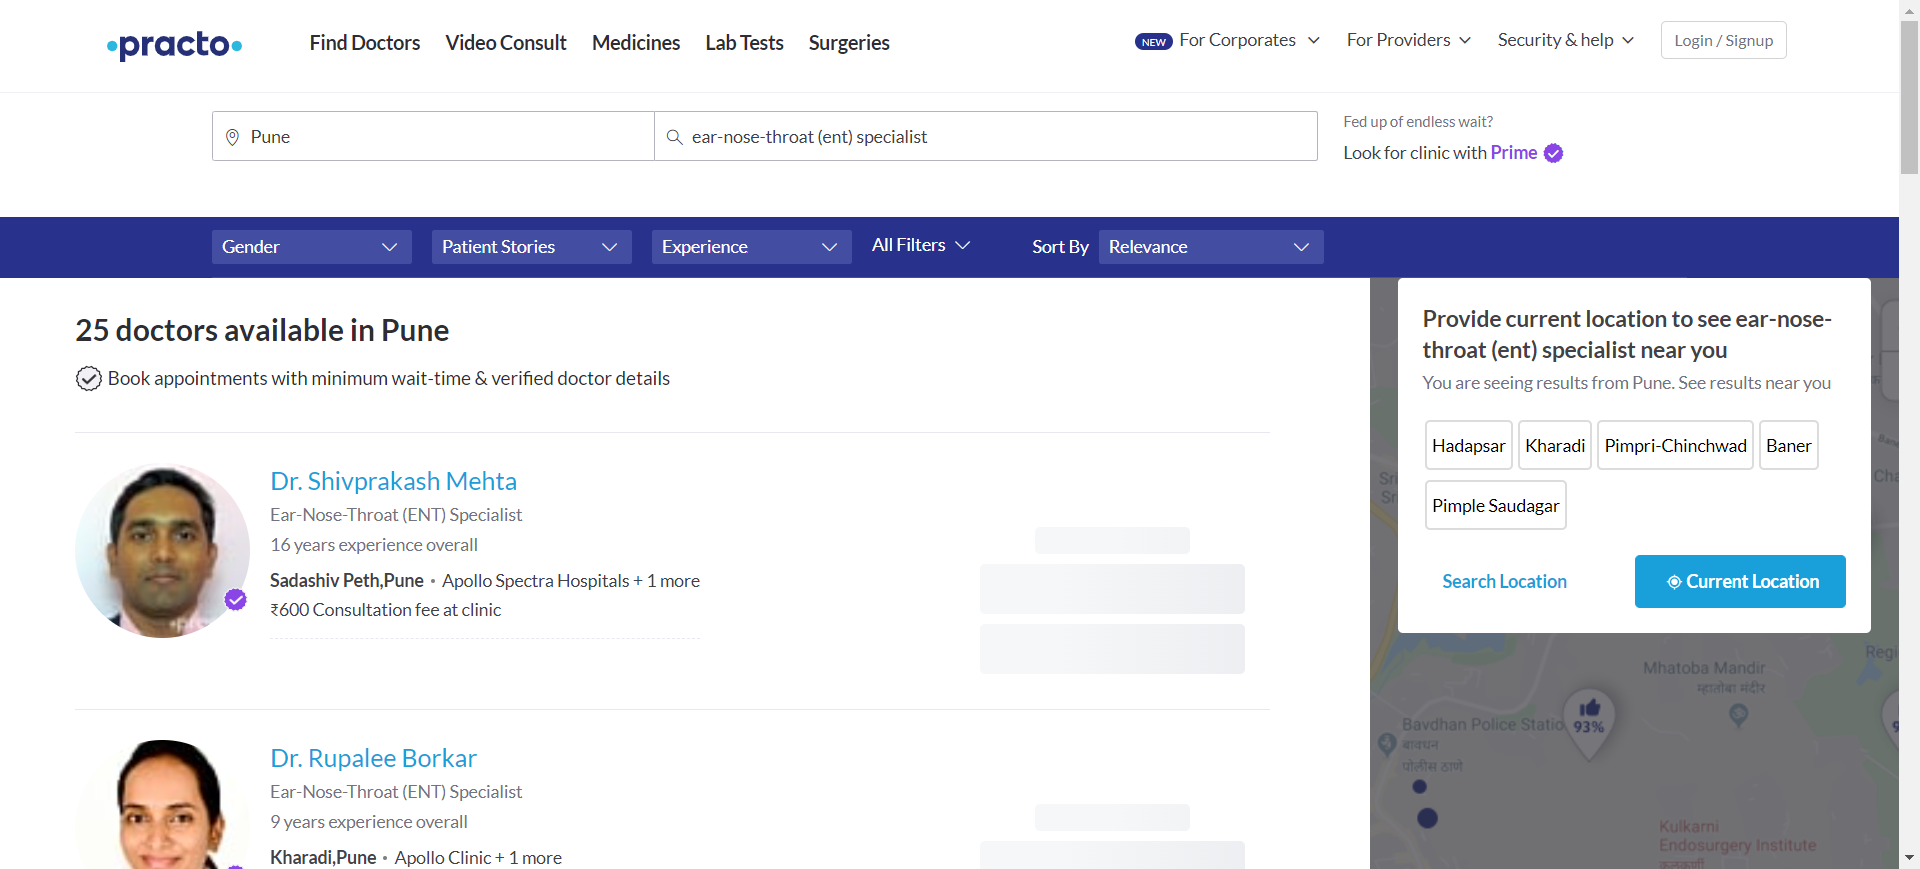 practo
Find Doctors
Video Consult
Medicines
Lab Tests
Surgeries
NEW
For Corporates
For Providers
Security & help
Login / Signup
Pune
ear-nose-throat (ent) specialist
Fed up of endless wait?
Look for clinic with Prime
Gender
Patient Stories
Experience
All Filters
Sort By
Relevance
25 doctors available in Pune
Book appointments with minimum wait-time & verified doctor details
Dr. Shivprakash Mehta
Ear-Nose-Throat (ENT) Specialist
16 years experience overall
Sadashiv Peth,Pune • Apollo Spectra Hospitals + 1 more
₹600 Consultation fee at clinic
Dr. Rupalee Borkar
Ear-Nose-Throat (ENT) Specialist
9 years experience overall
Kharadi,Pune • Apollo Clinic + 1 more
Provide current location to see ear-nose-
throat (ent) specialist near you
You are seeing results from Pune. See results near you
Hadapsar
Kharadi
Pimpri-Chinchwad
Baner
Pimple Saudagar
Search Location
Current Location
Mhatoba Mandir
म्हातोबा मंदीर
93%
Bavdhan Police Statio
बावधन
पोलीस ठाणे
Kulkarni
Endosurgery Institute